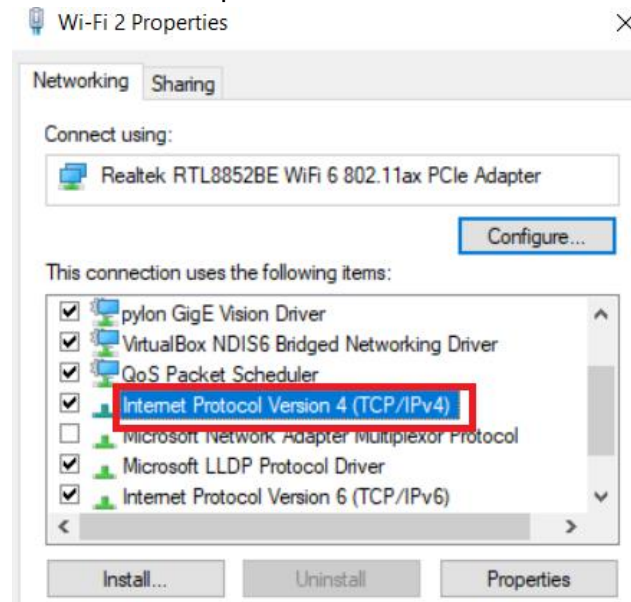 Wi-Fi 2 Properties
Networking
Sharing
Connect using:
Realtek RTL8852BE WiFi 6 802.11ax PCIe Adapter
Configure...
This connection uses the following items:
pylon GigE Vision Driver
VirtualBox NDIS6 Bridged Networking Driver
QoS Packet Scheduler
Internet Protocol Version 4 (TCP/IPv4)
Microsoft Network Adapter Multiplexor Protocol
Microsoft LLDP Protocol Driver
Internet Protocol Version 6 (TCP/IPv6)
Install...
Uninstall
Properties